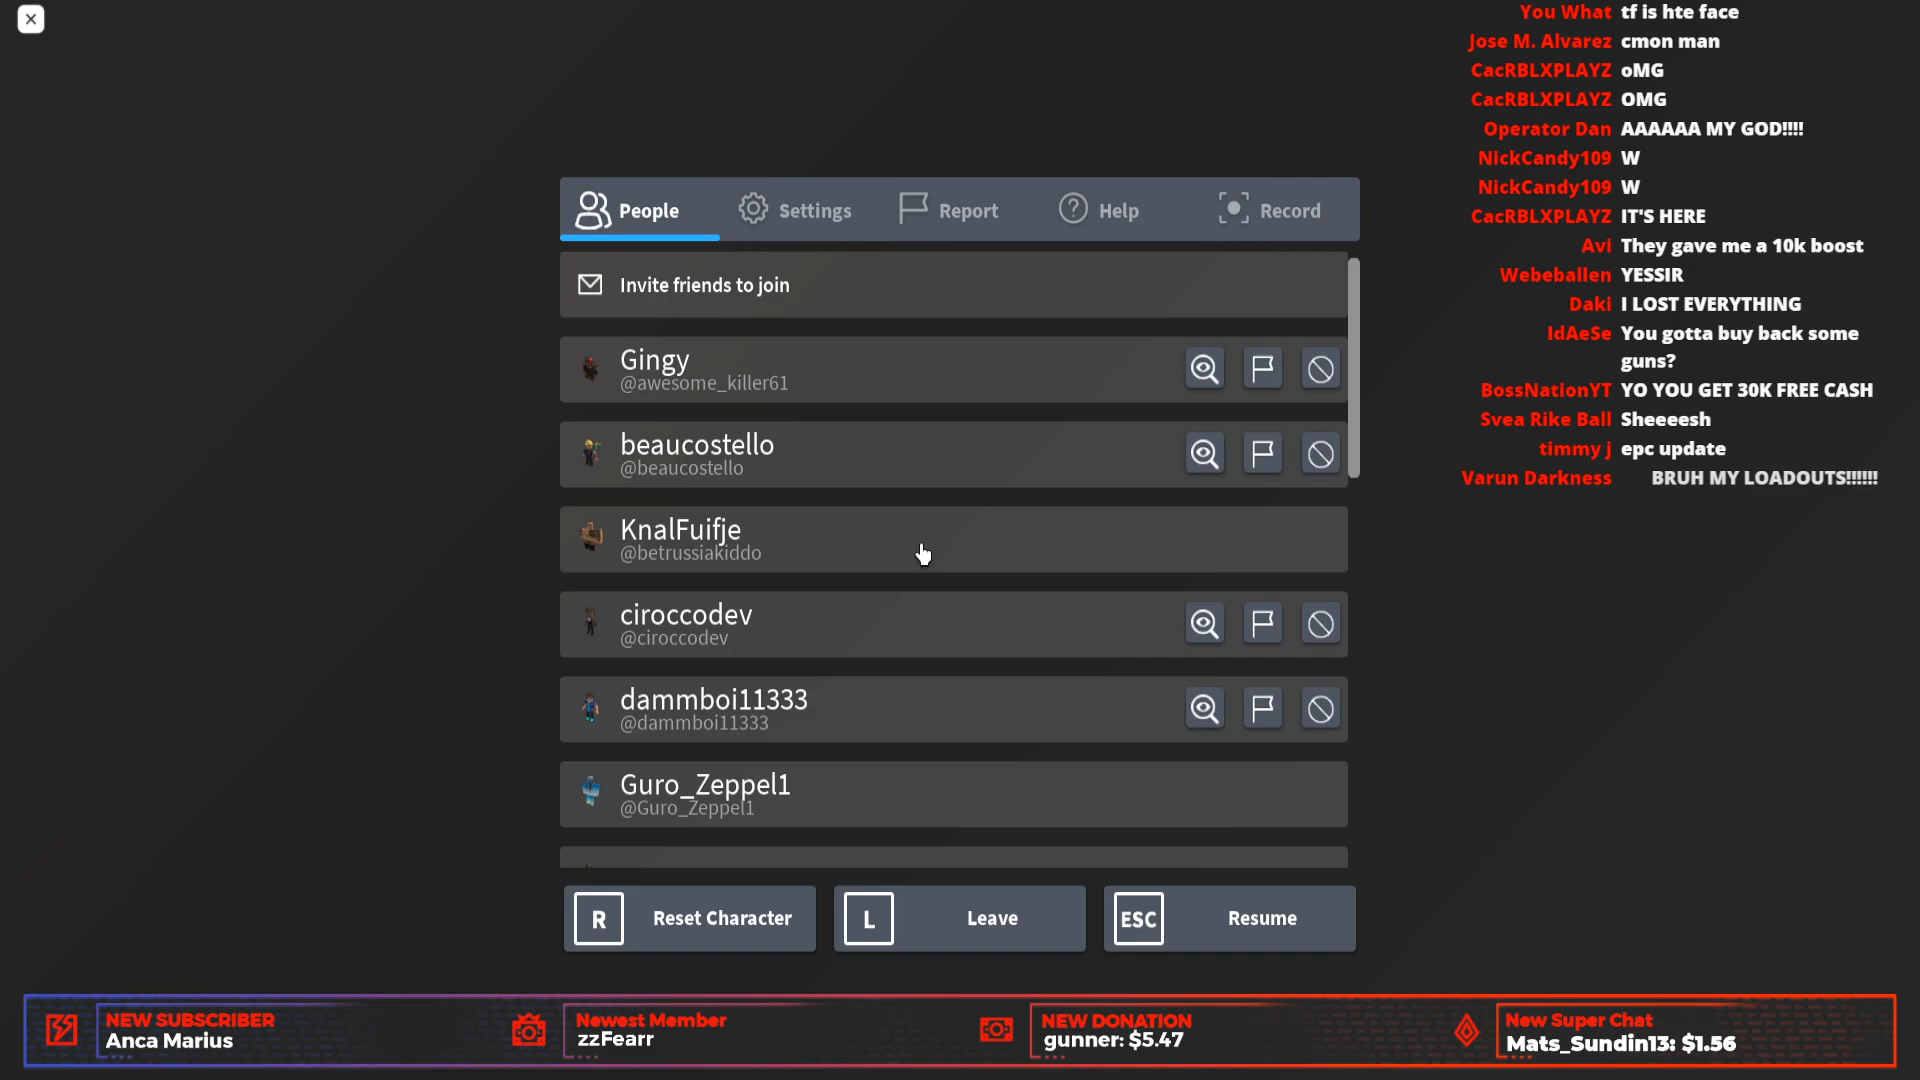 People
Settings
Report
Help
Record
Invite friends to join
Gingy
@awesome_killer61
beaucostello
@beaucostello
KnalFuifje
@betrussiakiddo
ciroccodev
@ciroccodev
dammboi11333
@dammboi11333
Guro_Zeppel1
@Guro_Zeppel1
R Reset Character
L Leave
ESC Resume
You What tf is hte face
Jose M. Alvarez cmon man
CacRBLXPLAYZ oMG
CacRBLXPLAYZ OMG
Operator Dan AAAAAA MY GOD!!!!
NickCandy109 W
NickCandy109 W
CacRBLXPLAYZ IT'S HERE
Avi They gave me a 10k boost
Webeballen YESSIR
Daki I LOST EVERYTHING
IdAeSe You gotta buy back some
guns?
BossNationYT YO YOU GET 30K FREE CASH
Svea Rike Ball Sheeeesh
timmy j epc update
Varun Darkness BRUH MY LOADOUTS!!!!!!
NEW SUBSCRIBER
Anca Marius
Newest Member
zzFearr
NEW DONATION
gunner: $5.47
New Super Chat
Mats_Sundin13: $1.56